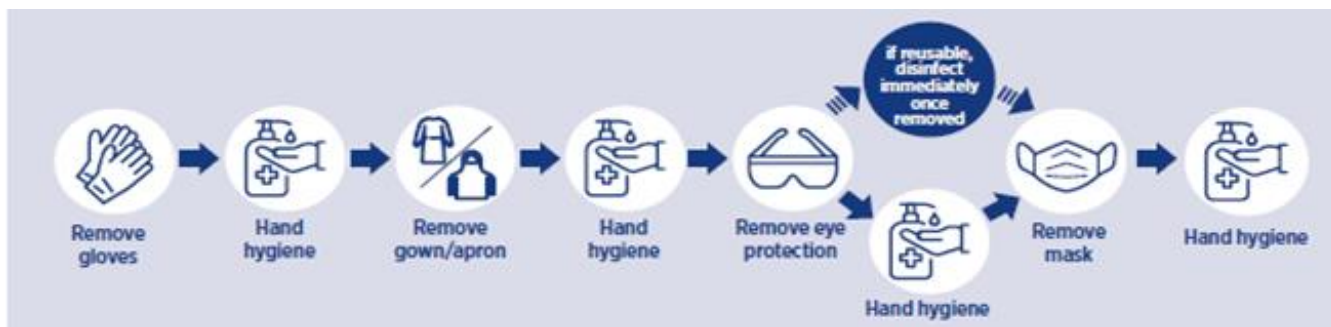 Remove
gloves
Hand
hygiene
Remove
gown/apron
Hand
hygiene
Remove eye
protection
if reusable,
disinfect
immediately
once
removed
Hand hygiene
Remove
mask
Hand hygiene